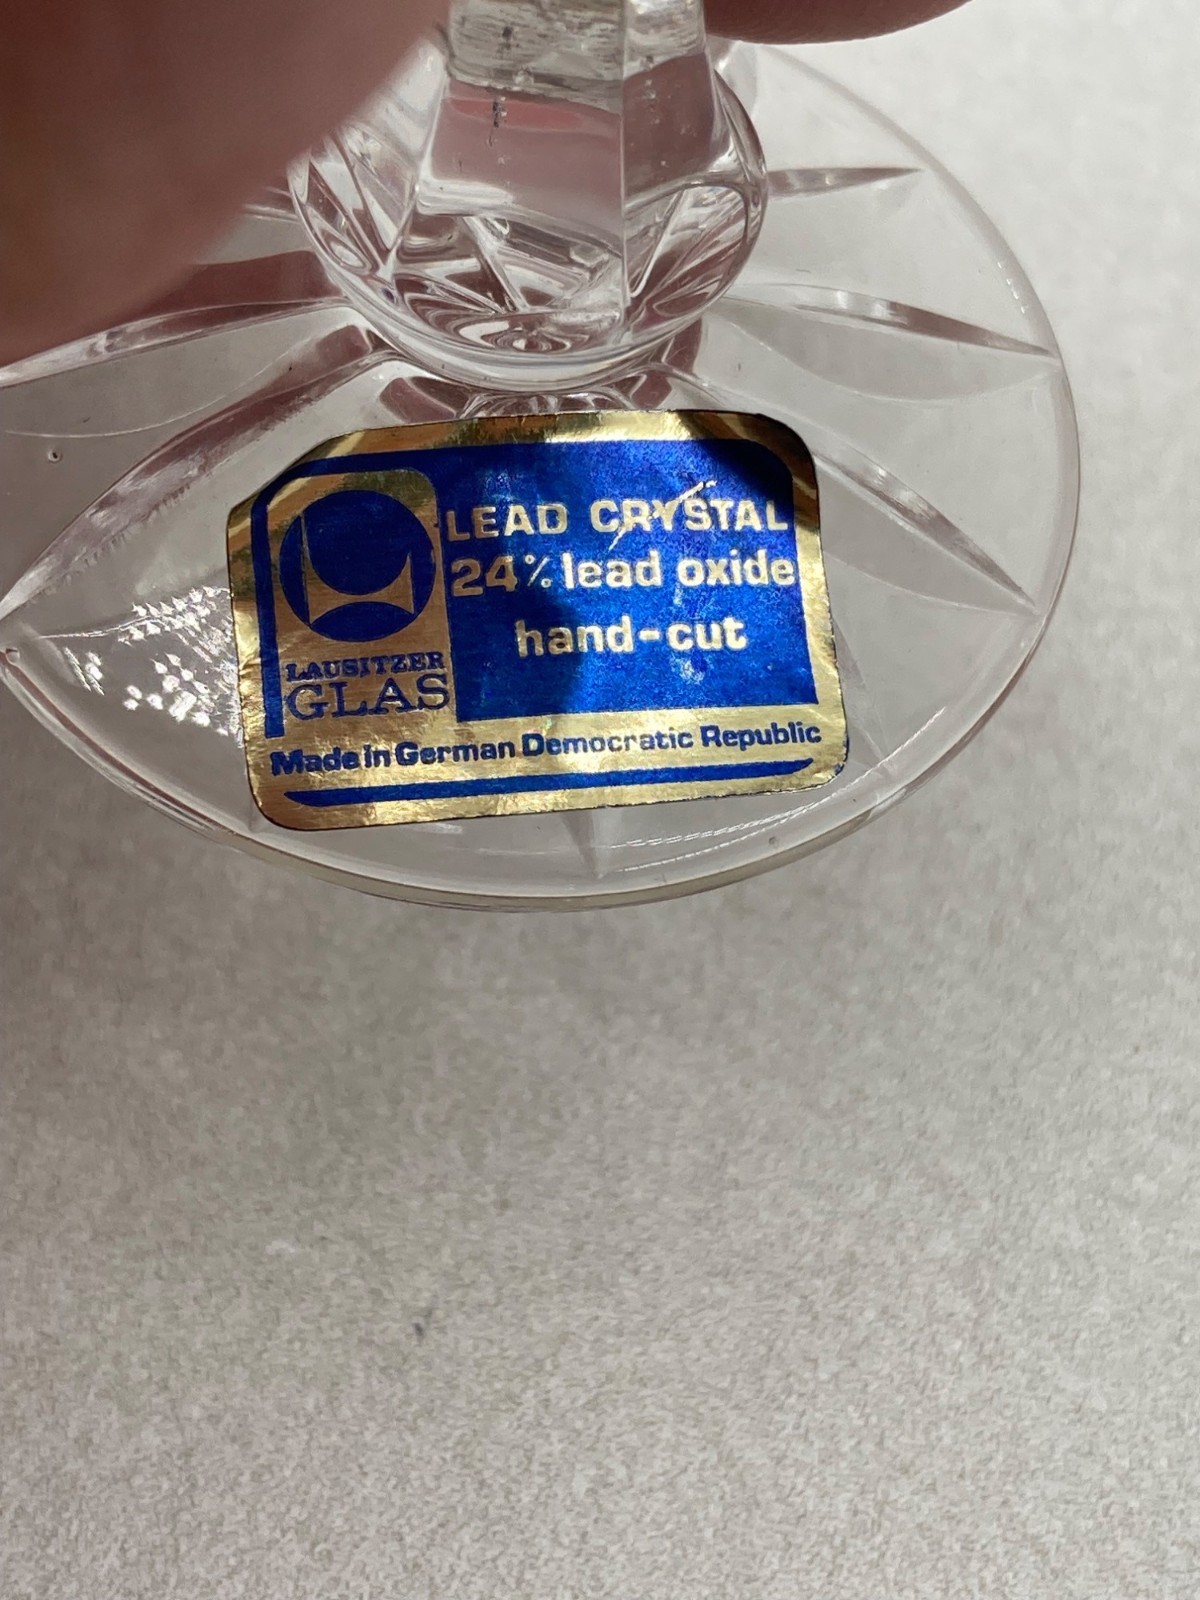 LEAD CRYSTAL
24% lead oxide
hand-cut
LAUSITZER
GLAS
Made in German Democratic Republic